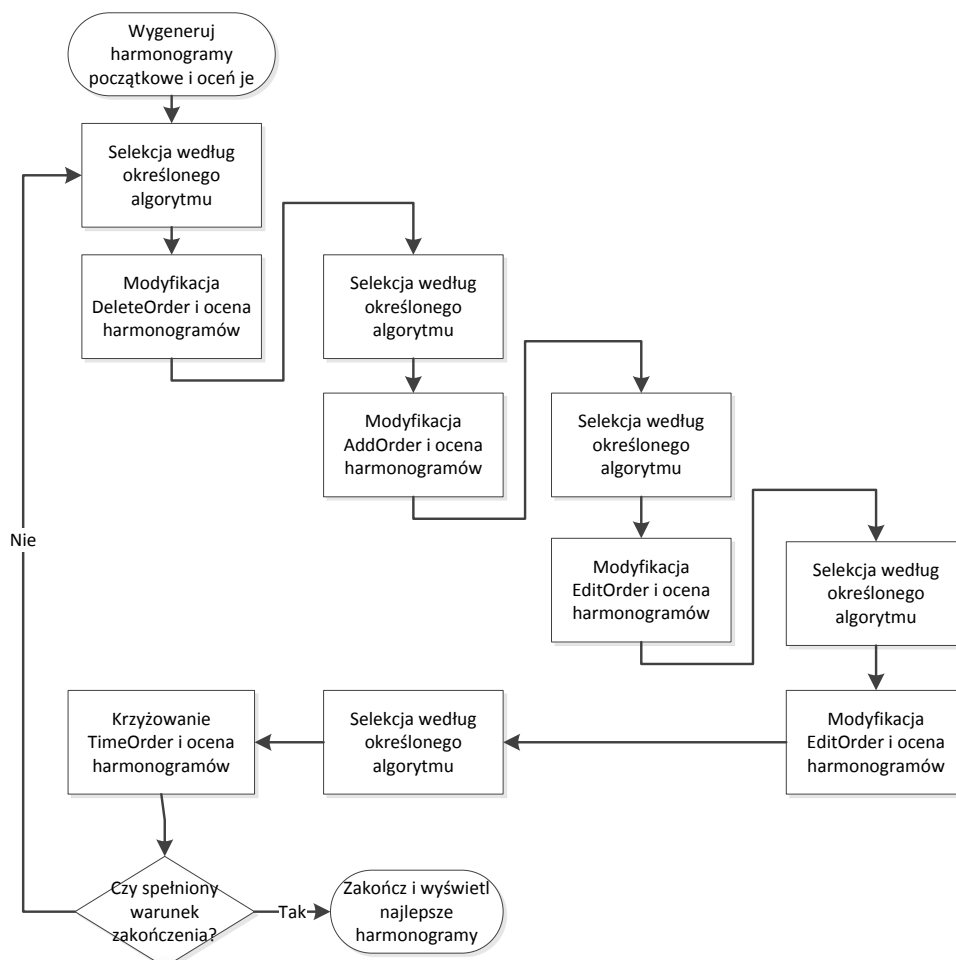 Wygeneruj
harmonogramy
początkowe i oceń je
Selekcja według
określonego
algorytmu
Modyfikacja
DeleteOrder i ocena
harmonogramów
Selekcja według
określonego
algorytmu
Modyfikacja
AddOrder i ocena
harmonogramów
Selekcja według
określonego
algorytmu
Modyfikacja
EditOrder i ocena
harmonogramów
Selekcja według
określonego
algorytmu
Modyfikacja
EditOrder i ocena
harmonogramów
Selekcja według
określonego
algorytmu
Krzyżowanie
TimeOrder i ocena
harmonogramów
Czy spełniony
warunek
zakończenia?
Nie
Tak
Zakończ i wyświetl
najlepsze
harmonogramy